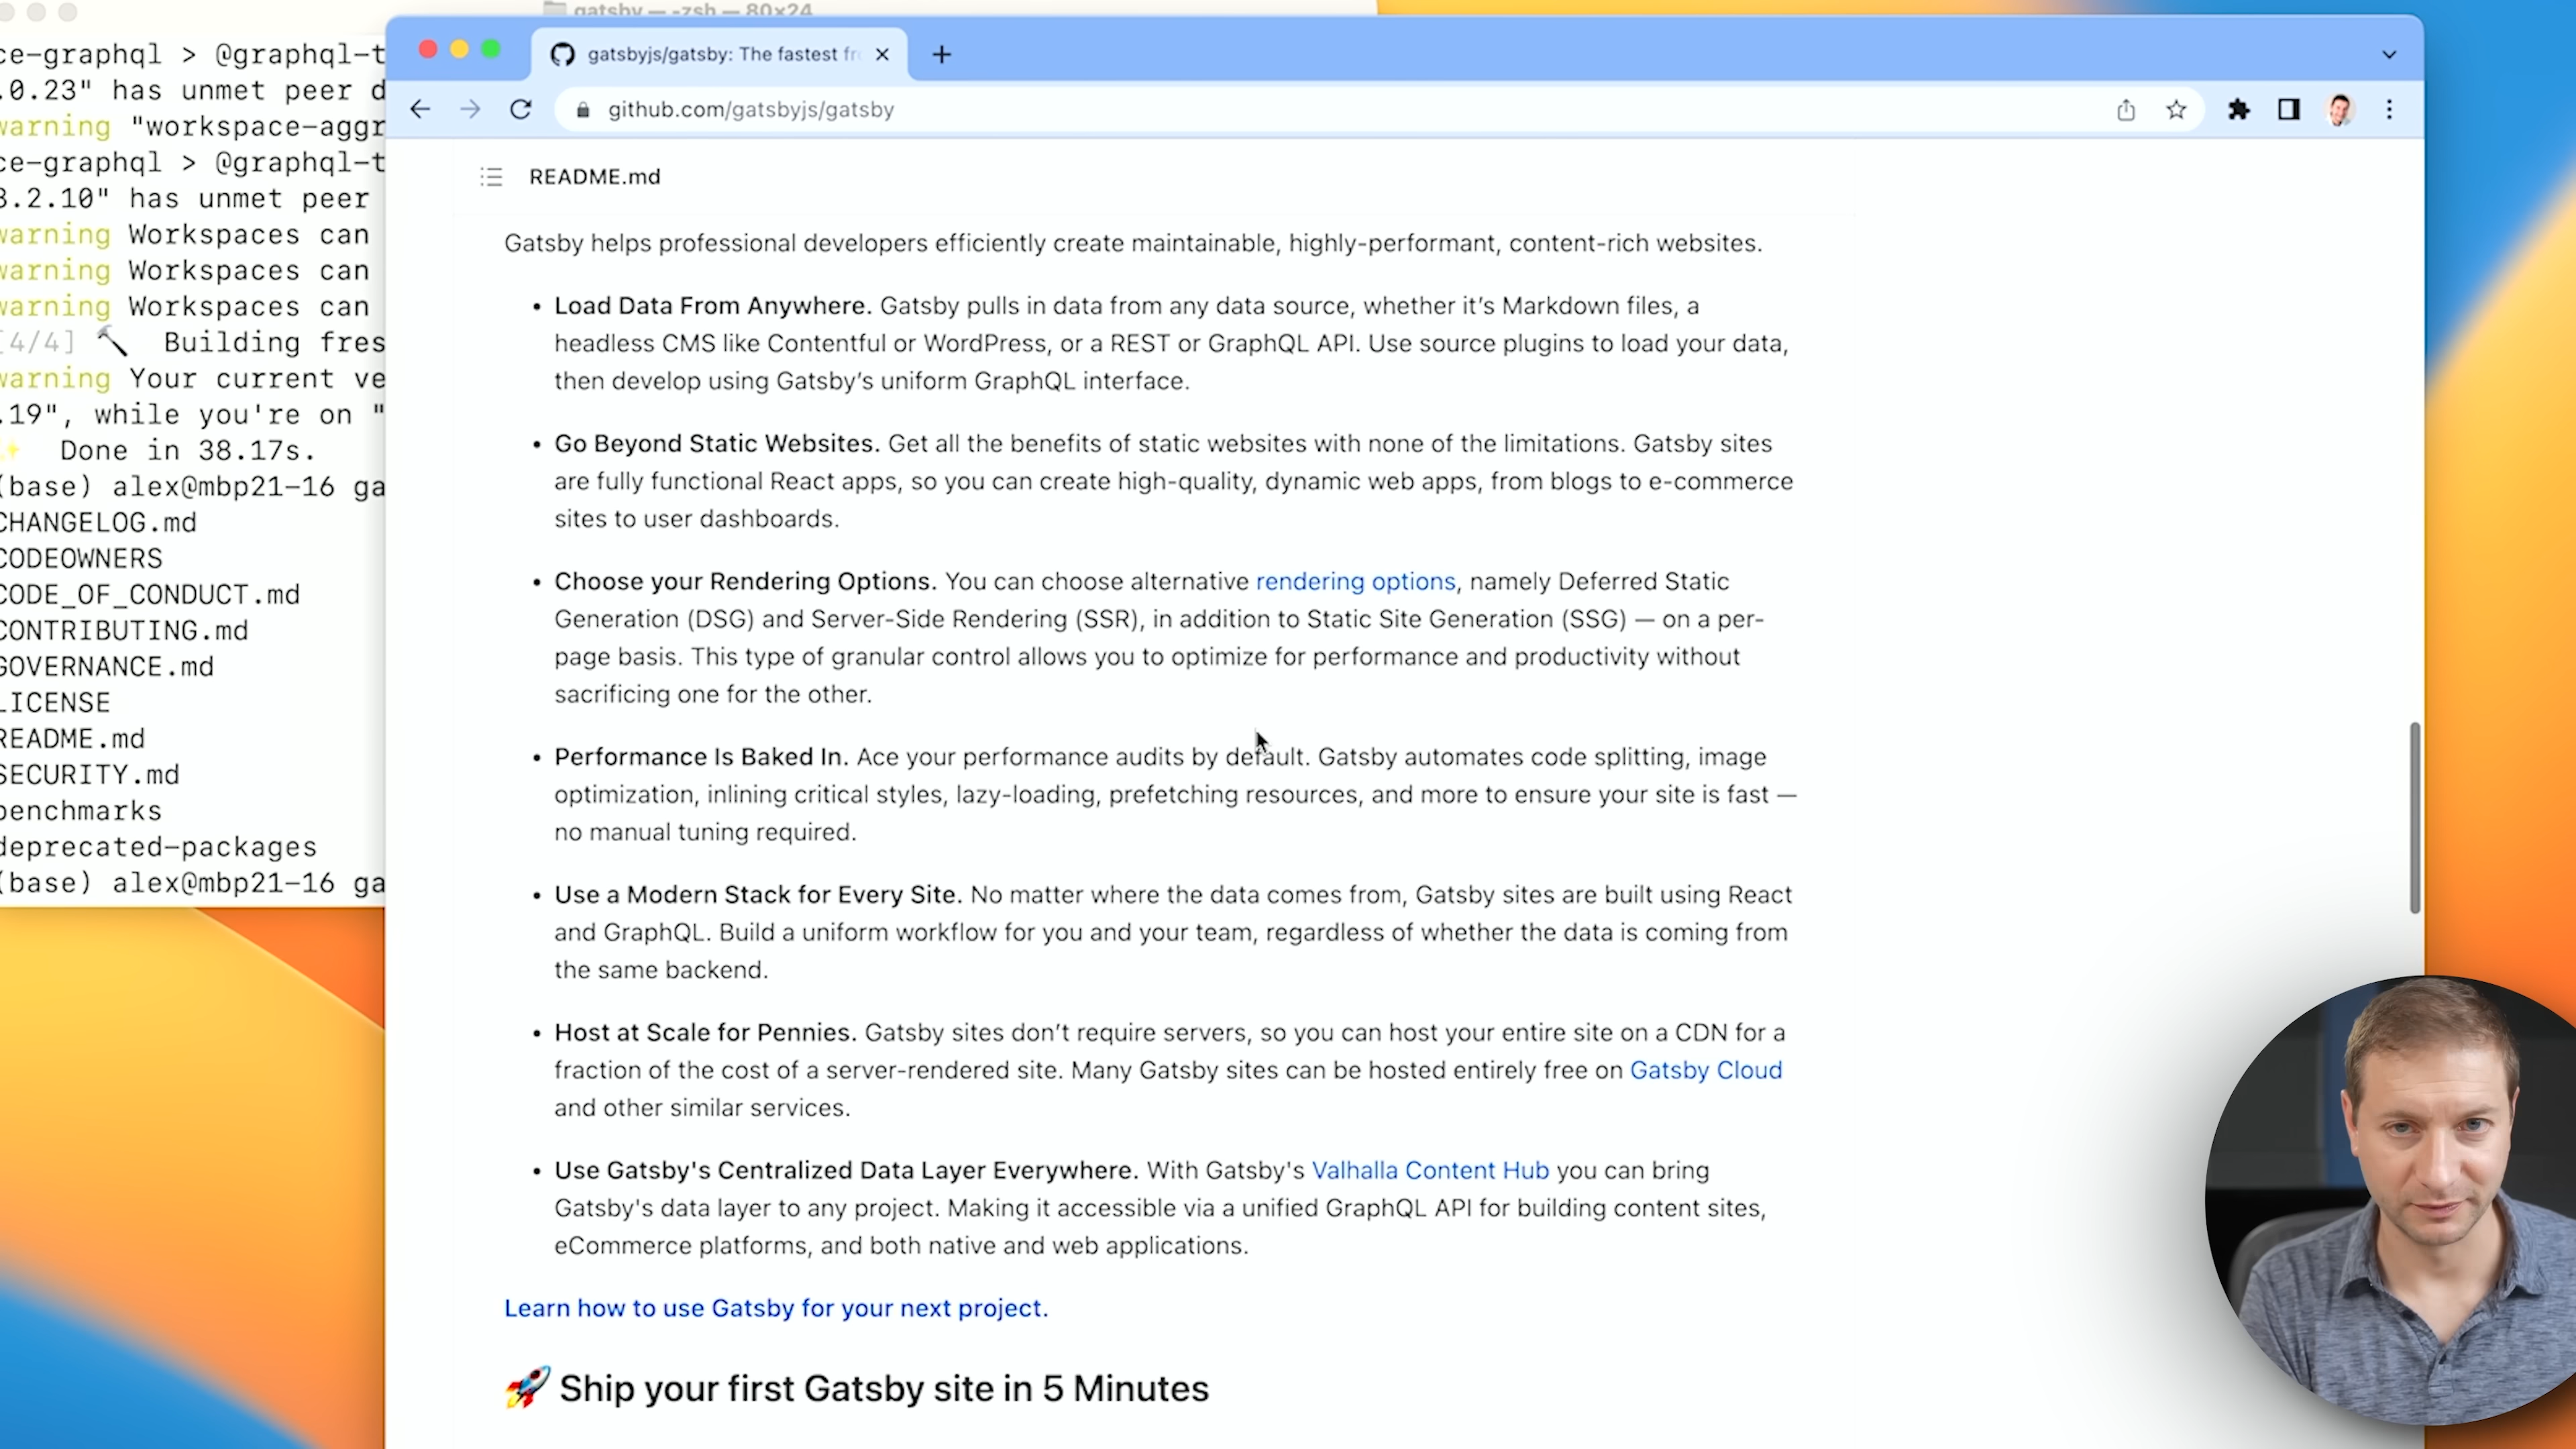 gatsby — -zsh — 80×24
ce-graphql > @graphql-t
.0.23" has unmet peer d
warning "workspace-aggr
ce-graphql > @graphql-t
3.2.10" has unmet peer
warning Workspaces can
warning Workspaces can
warning Workspaces can
[4/4] 🔨 Building fres
warning Your current ve
.19", while you're on "
✨ Done in 38.17s.
(base) alex@mbp21-16 ga
CHANGELOG.md
CODEOWNERS
CODE_OF_CONDUCT.md
CONTRIBUTING.md
GOVERNANCE.md
LICENSE
README.md
SECURITY.md
benchmarks
deprecated-packages
(base) alex@mbp21-16 ga
gatsbyjs/gatsby: The fastest fr
github.com/gatsbyjs/gatsby
README.md
Gatsby helps professional developers efficiently create maintainable, highly-performant, content-rich websites.
• Load Data From Anywhere. Gatsby pulls in data from any data source, whether it's Markdown files, a
headless CMS like Contentful or WordPress, or a REST or GraphQL API. Use source plugins to load your data,
then develop using Gatsby's uniform GraphQL interface.
• Go Beyond Static Websites. Get all the benefits of static websites with none of the limitations. Gatsby sites
are fully functional React apps, so you can create high-quality, dynamic web apps, from blogs to e-commerce
sites to user dashboards.
• Choose your Rendering Options. You can choose alternative rendering options, namely Deferred Static
Generation (DSG) and Server-Side Rendering (SSR), in addition to Static Site Generation (SSG) — on a per-
page basis. This type of granular control allows you to optimize for performance and productivity without
sacrificing one for the other.
• Performance Is Baked In. Ace your performance audits by default. Gatsby automates code splitting, image
optimization, inlining critical styles, lazy-loading, prefetching resources, and more to ensure your site is fast —
no manual tuning required.
• Use a Modern Stack for Every Site. No matter where the data comes from, Gatsby sites are built using React
and GraphQL. Build a uniform workflow for you and your team, regardless of whether the data is coming from
the same backend.
• Host at Scale for Pennies. Gatsby sites don't require servers, so you can host your entire site on a CDN for a
fraction of the cost of a server-rendered site. Many Gatsby sites can be hosted entirely free on Gatsby Cloud
and other similar services.
• Use Gatsby's Centralized Data Layer Everywhere. With Gatsby's Valhalla Content Hub you can bring
Gatsby's data layer to any project. Making it accessible via a unified GraphQL API for building content sites,
eCommerce platforms, and both native and web applications.
Learn how to use Gatsby for your next project.
🚀 Ship your first Gatsby site in 5 Minutes